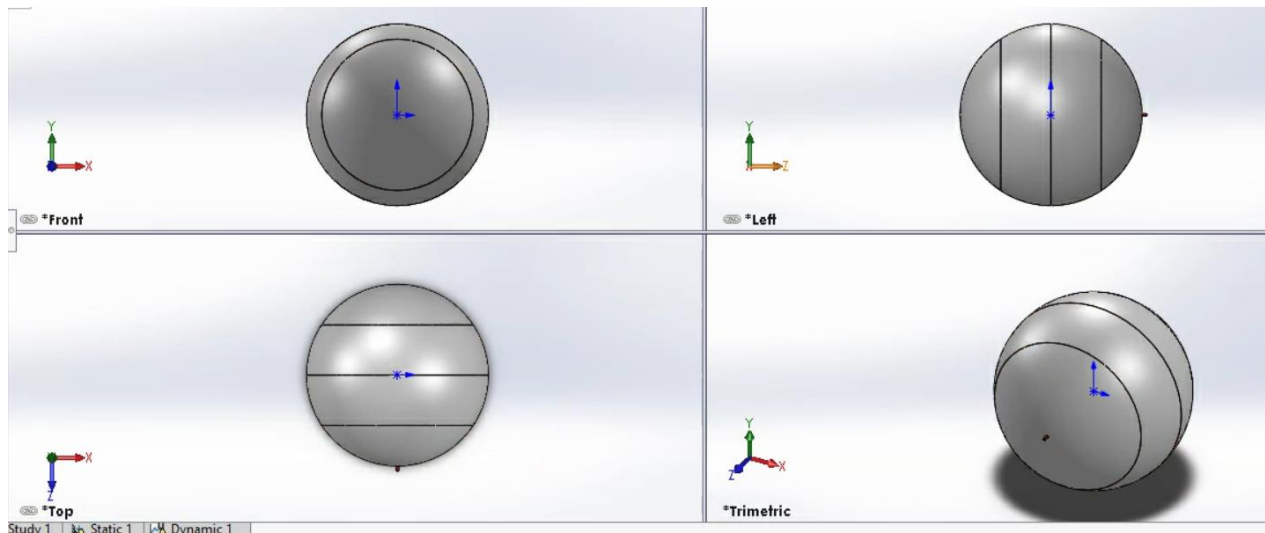 Y
X
*Front
Y
X Z
*Left
X
Z
*Top
Y
Z X
*Trimetric
Study 1 Static 1 Dynamic 1